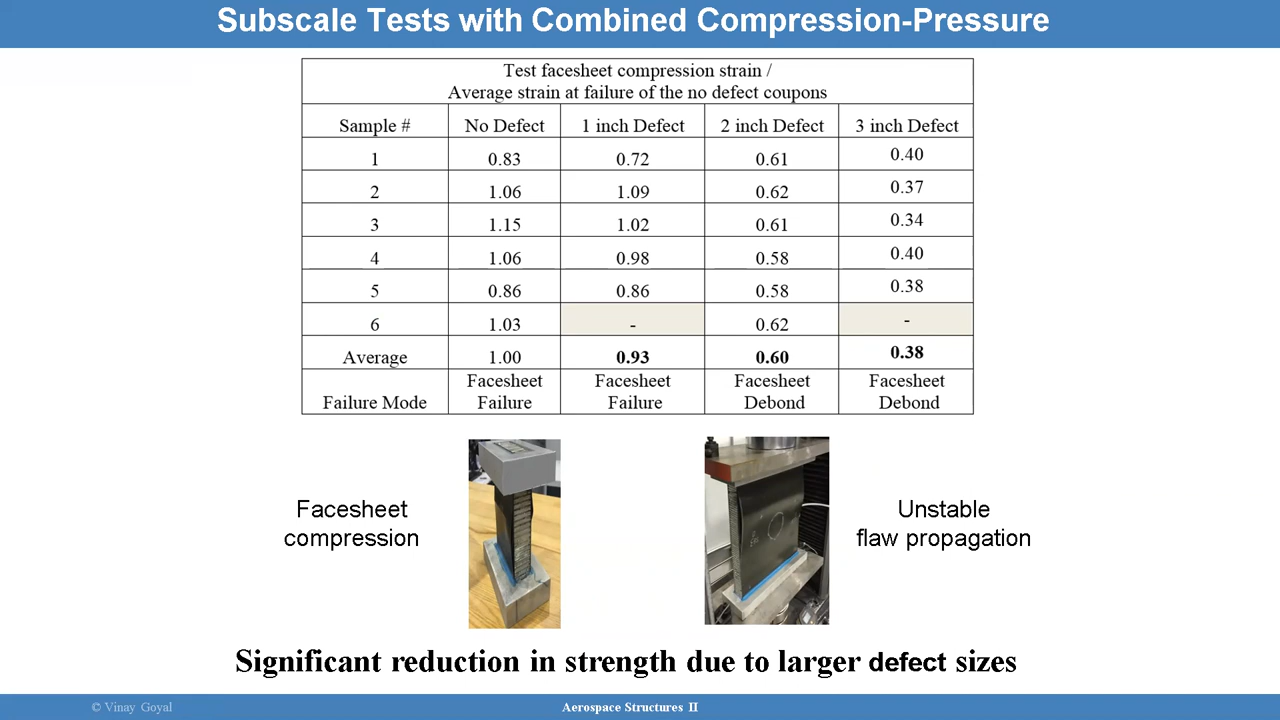 Subscale Tests with Combined Compression-Pressure
Test facesheet compression strain /
Average strain at failure of the no defect coupons
Sample # No Defect 1 inch Defect 2 inch Defect 3 inch Defect
1 0.83 0.72 0.61 0.40
2 1.06 1.09 0.62 0.37
3 1.15 1.02 0.61 0.34
4 1.06 0.98 0.58 0.40
5 0.86 0.86 0.58 0.38
6 1.03 - 0.62 -
Average 1.00 0.93 0.60 0.38
Failure Mode Facesheet Failure Facesheet Failure Facesheet Debond Facesheet Debond
Facesheet
compression
Unstable
flaw propagation
Significant reduction in strength due to larger defect sizes
© Vinay Goyal
Aerospace Structures II